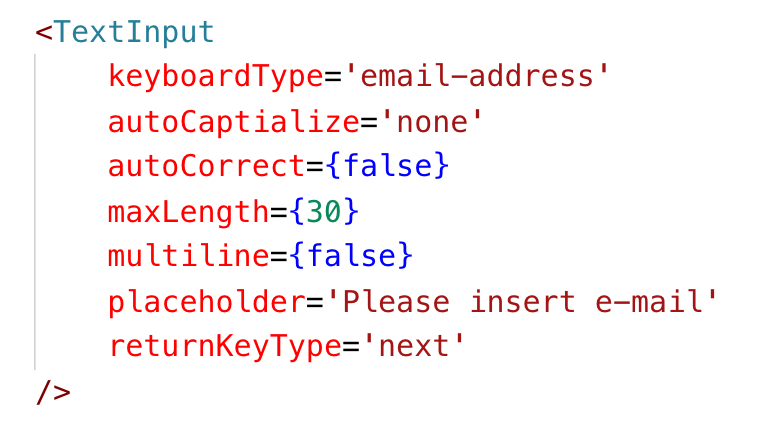 <TextInput
keyboardType='email-address'
autoCaptialize='none'
autoCorrect={false}
maxLength={30}
multiline={false}
placeholder='Please insert e-mail'
returnKeyType='next'
/>